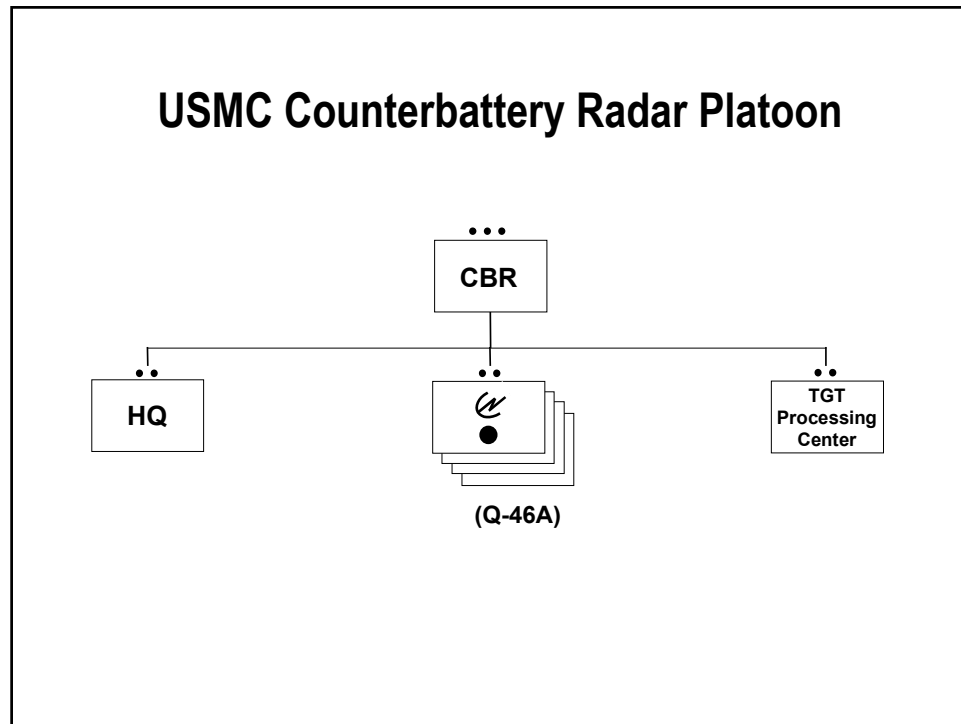 USMC Counterbattery Radar Platoon
CBR
HQ
TGT
Processing
Center
(Q-46A)